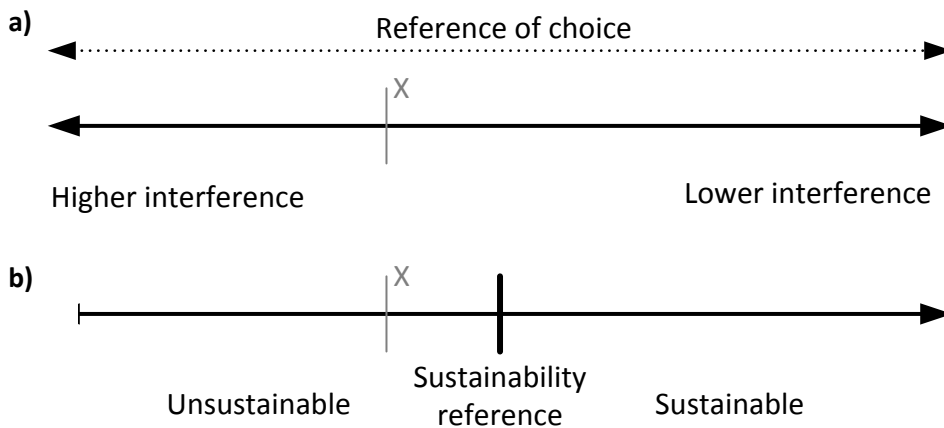 a)
Reference of choice
X
Higher interference
Lower interference
b)
X
Unsustainable
Sustainability
reference
Sustainable